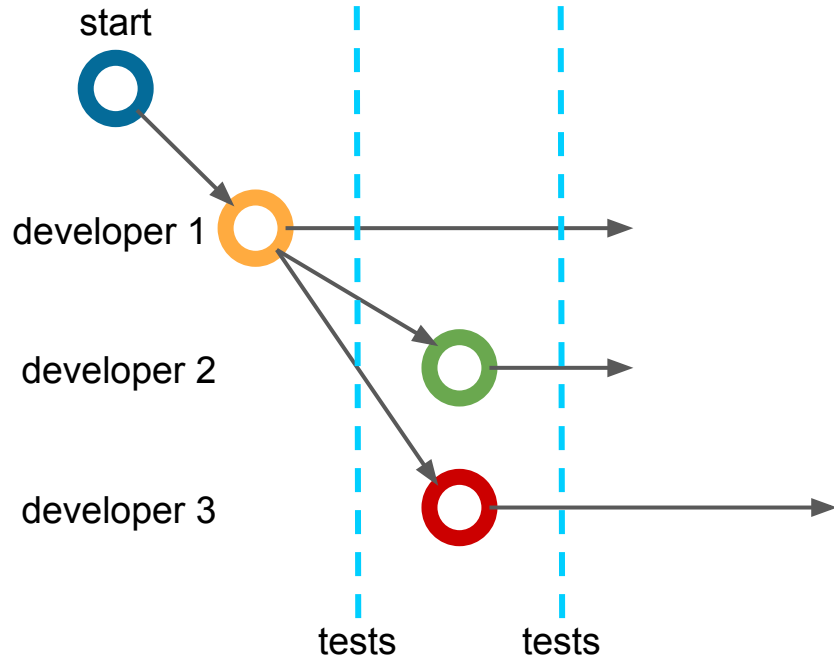 start
developer 1
developer 2
developer 3
tests
tests